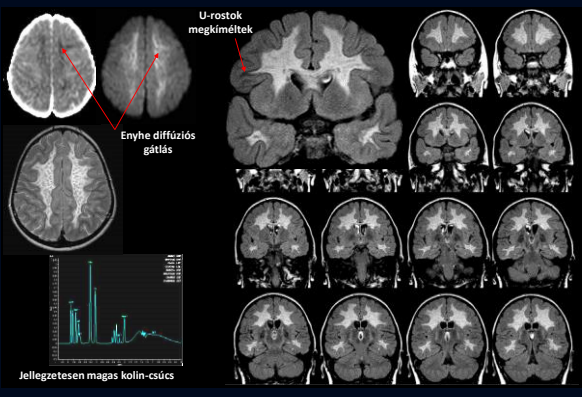 U-rostok
megkíméltek
Enyhe diffúziós
gátlás
Jellegzetesen magas kolin-csúcs